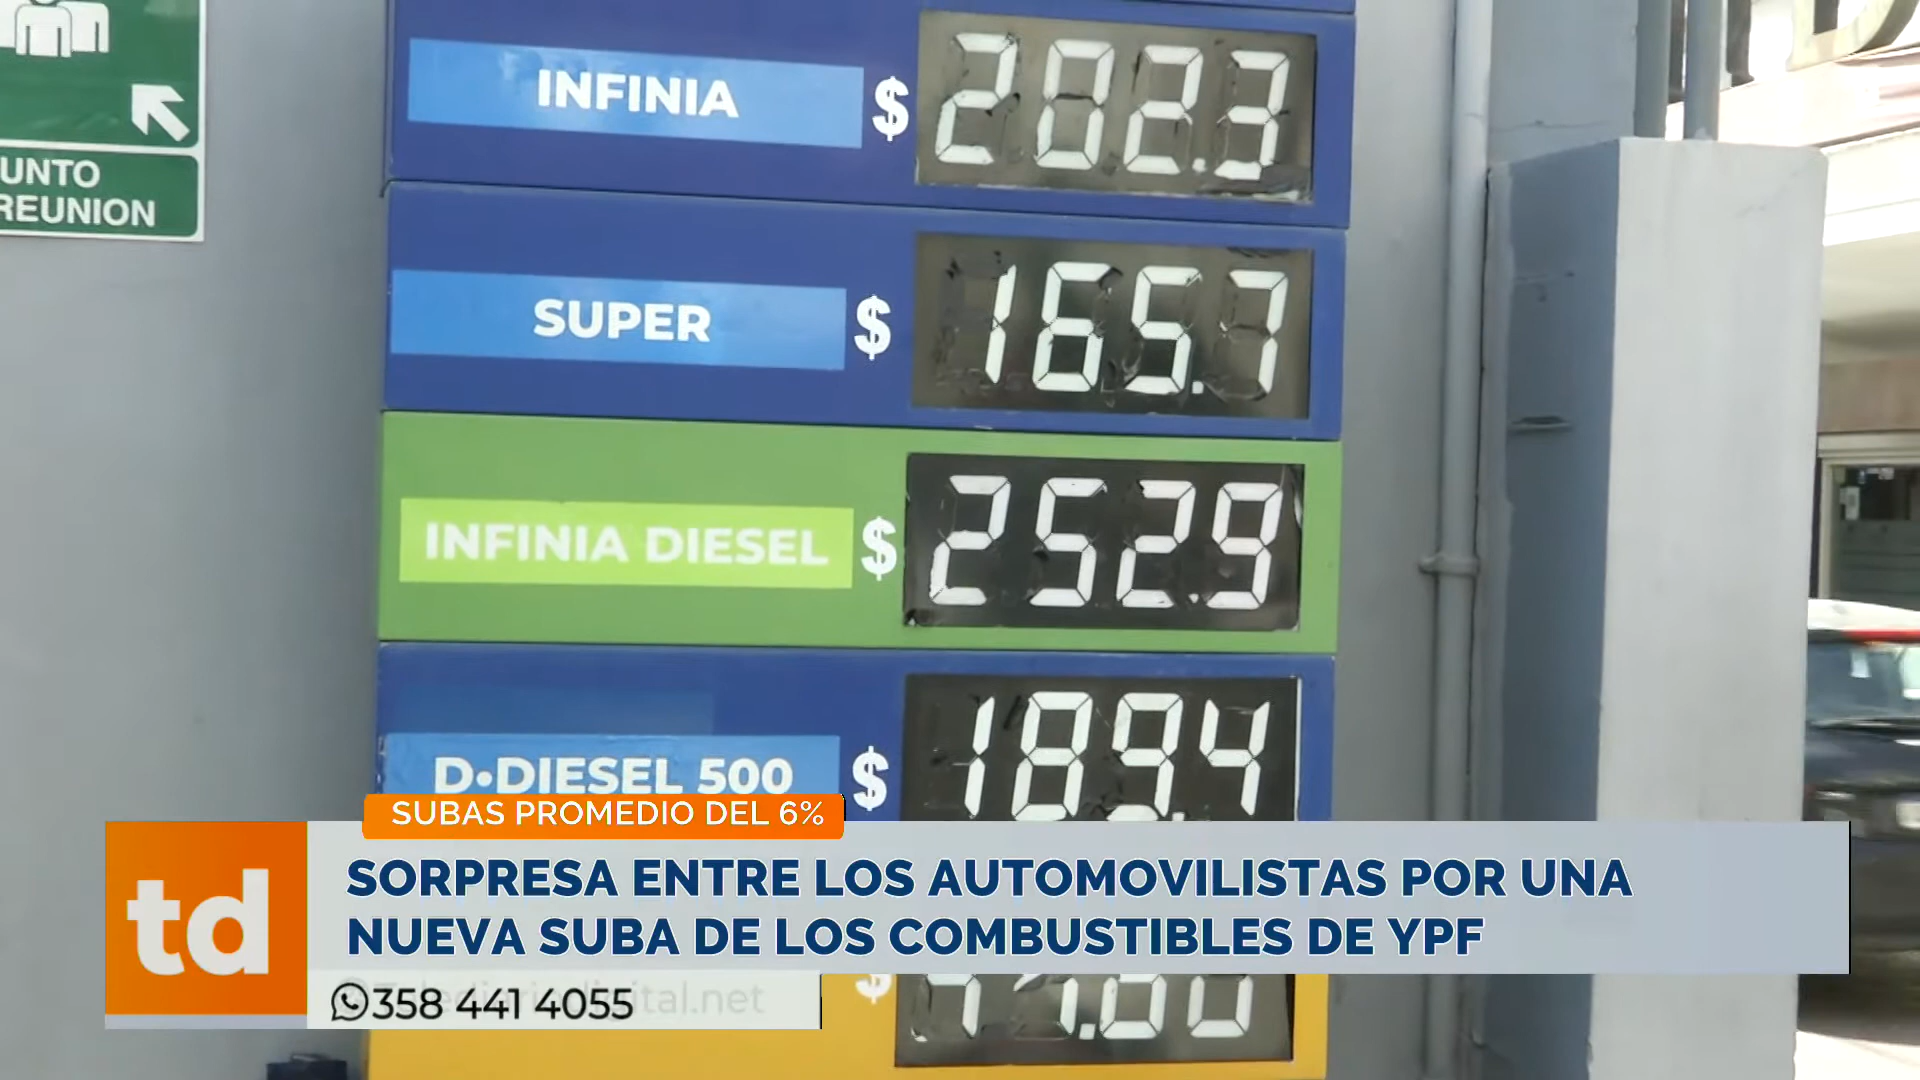 UNTO
REUNION
INFINIA $ 202.3
SUPER $ 165.7
INFINIA DIESEL $ 252.9
D•DIESEL 500 $ 189.4
SUBAS PROMEDIO DEL 6%
SORPRESA ENTRE LOS AUTOMOVILISTAS POR UNA
NUEVA SUBA DE LOS COMBUSTIBLES DE YPF
td
358 441 4055
$